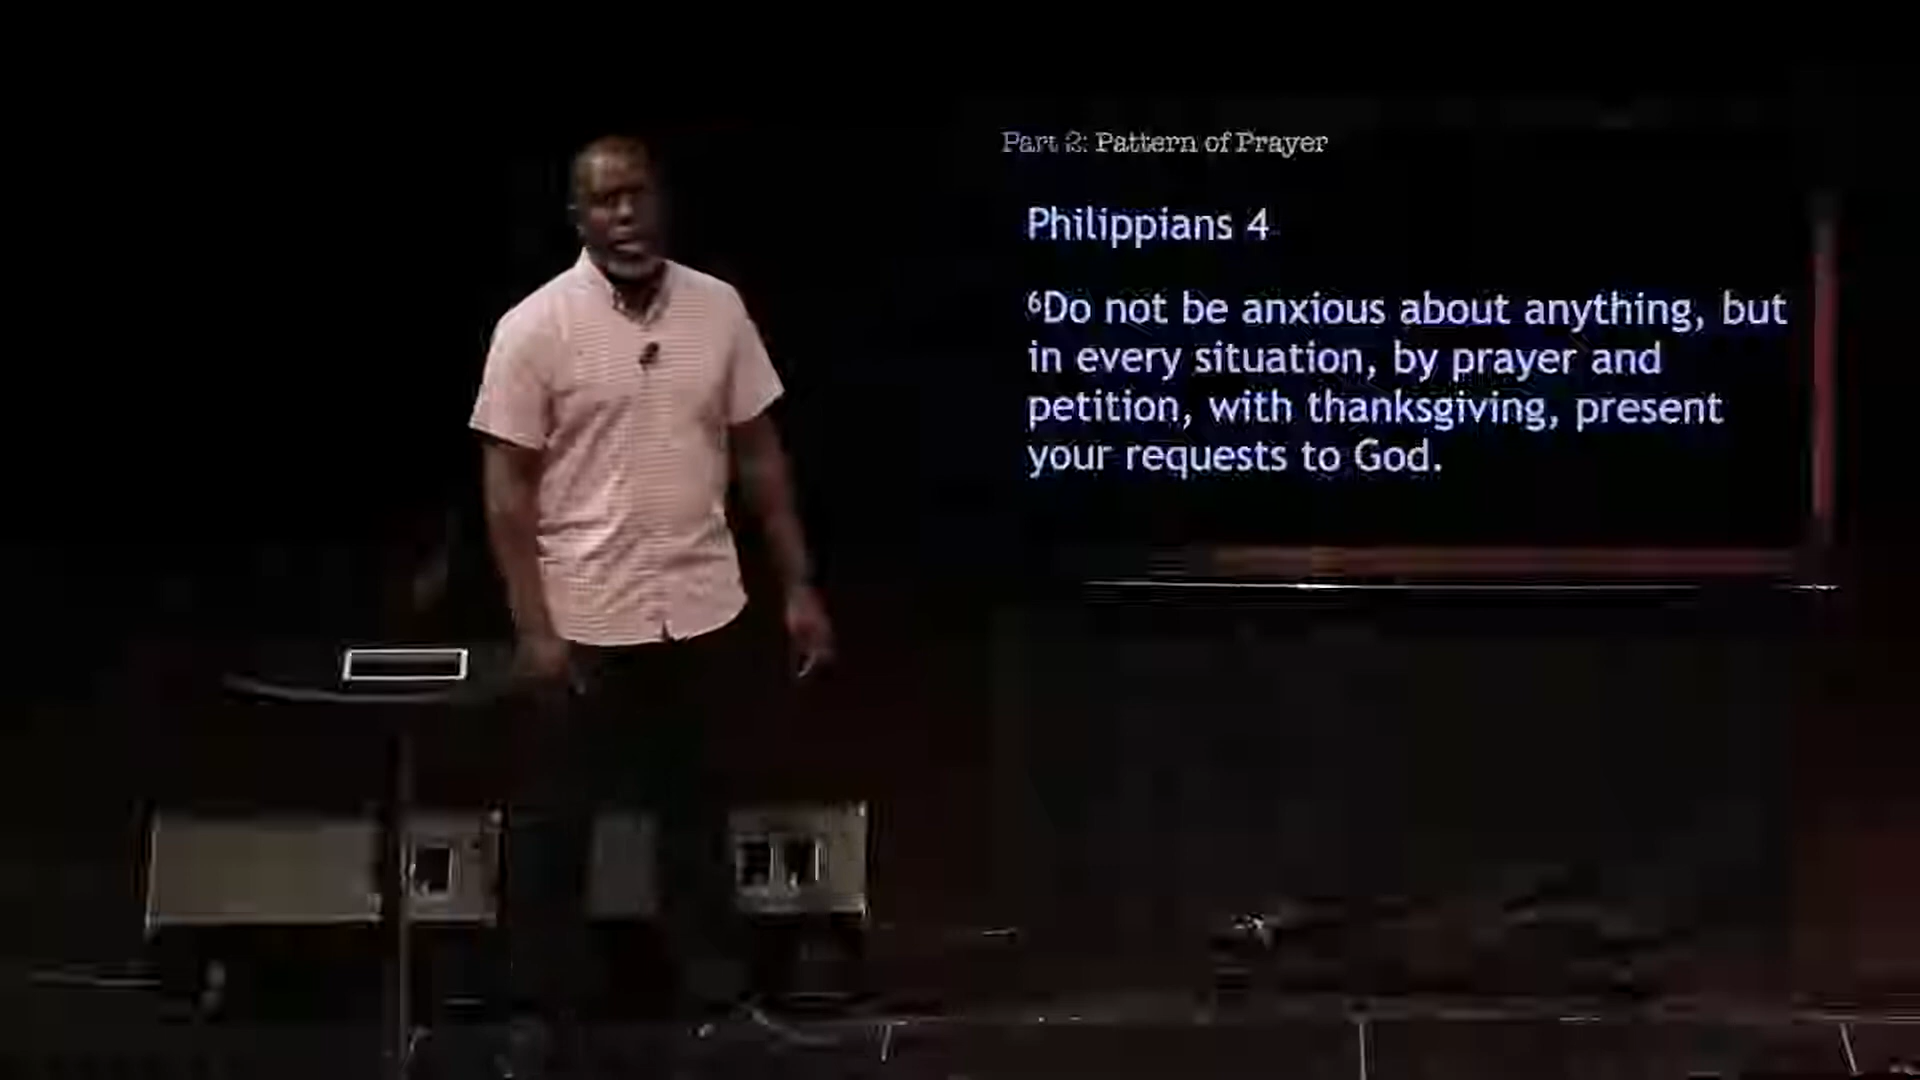 Part 2: Pattern of Prayer
Philippians 4
⁶Do not be anxious about anything, but
in every situation, by prayer and
petition, with thanksgiving, present
your requests to God.